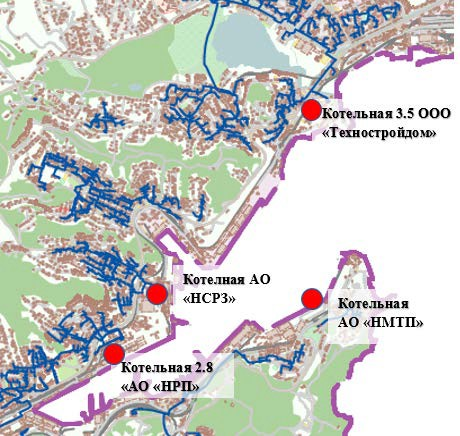 Котельная 3.5 ООО
«Техностройдом»
Котелная АО
«НСРЗ»
Котельная
АО «НМТП»
Котельная 2.8
«АО «НРП»